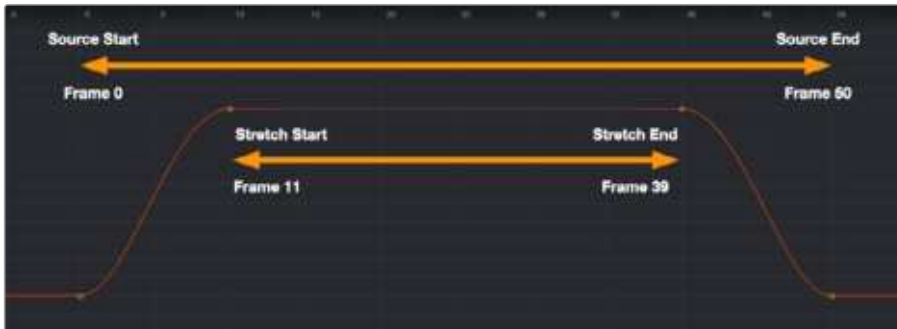 Source Start
Source End
Frame 0
Frame 50
Stretch Start
Stretch End
Frame 11
Frame 39